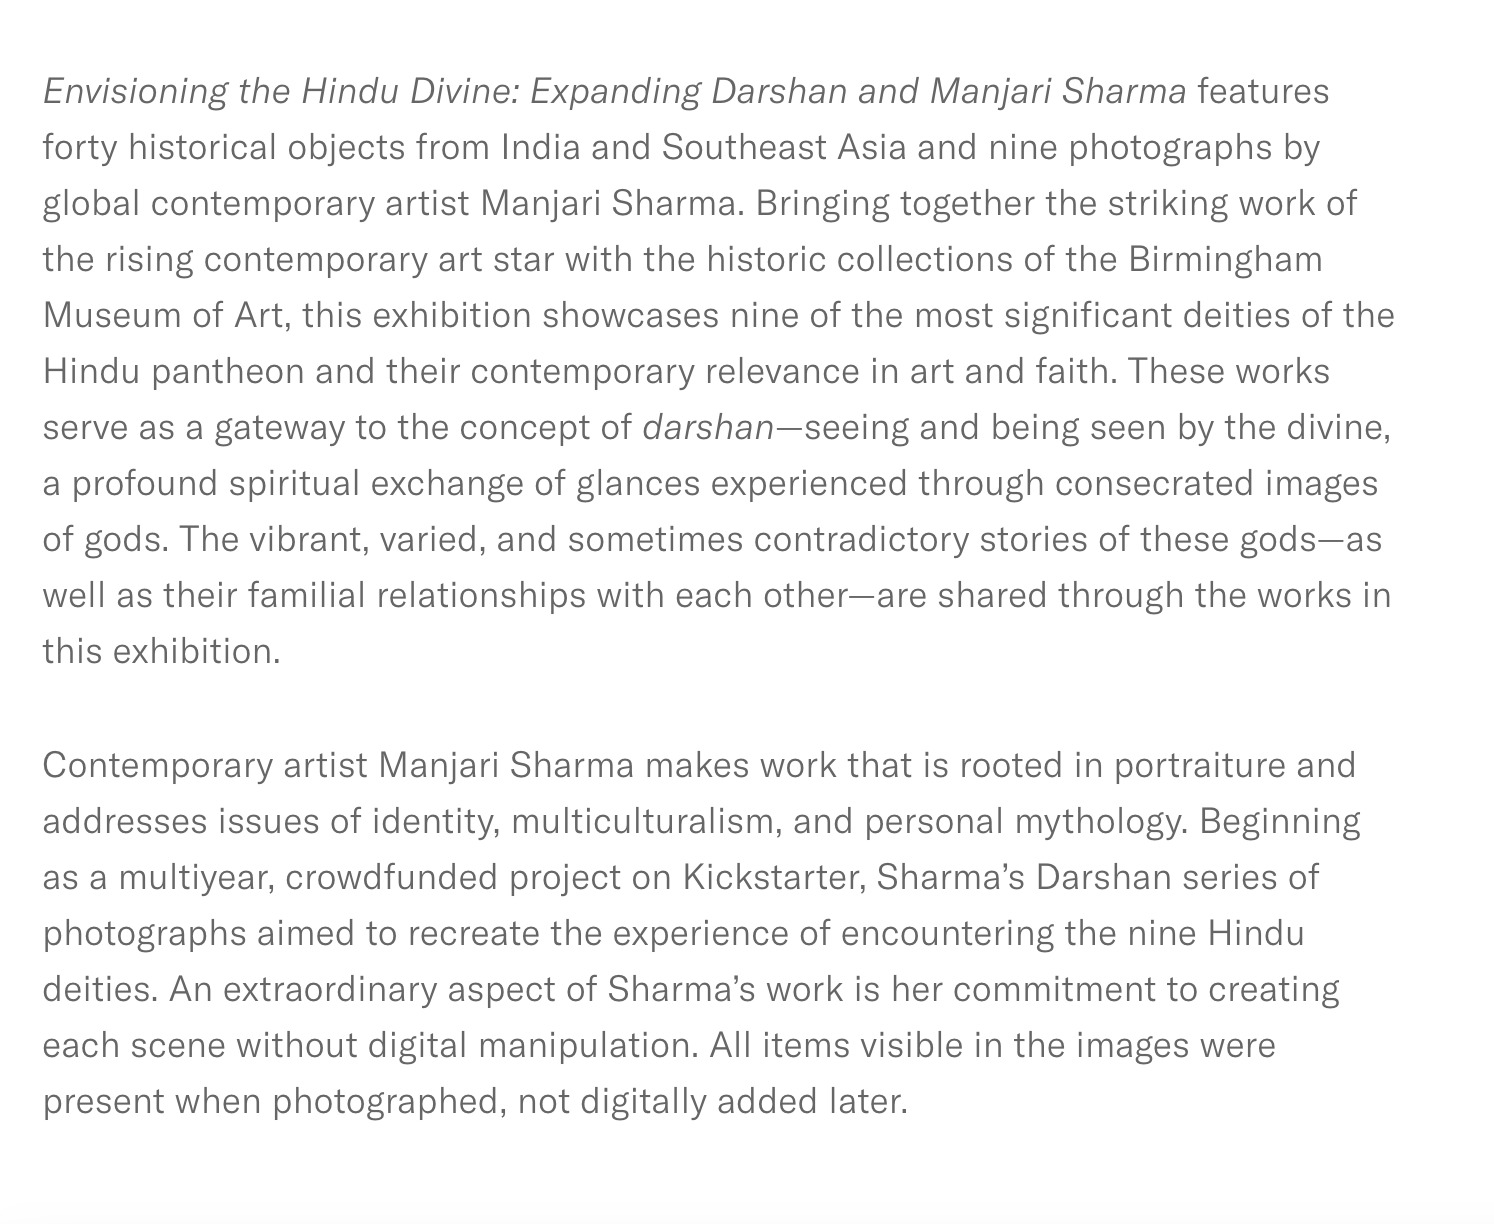 Envisioning the Hindu Divine: Expanding Darshan and Manjari Sharma features
forty historical objects from India and Southeast Asia and nine photographs by
global contemporary artist Manjari Sharma. Bringing together the striking work of
the rising contemporary art star with the historic collections of the Birmingham
Museum of Art, this exhibition showcases nine of the most significant deities of the
Hindu pantheon and their contemporary relevance in art and faith. These works
serve as a gateway to the concept of darshan—seeing and being seen by the divine,
a profound spiritual exchange of glances experienced through consecrated images
of gods. The vibrant, varied, and sometimes contradictory stories of these gods—as
well as their familial relationships with each other—are shared through the works in
this exhibition.
Contemporary artist Manjari Sharma makes work that is rooted in portraiture and
addresses issues of identity, multiculturalism, and personal mythology. Beginning
as a multiyear, crowdfunded project on Kickstarter, Sharma’s Darshan series of
photographs aimed to recreate the experience of encountering the nine Hindu
deities. An extraordinary aspect of Sharma’s work is her commitment to creating
each scene without digital manipulation. All items visible in the images were
present when photographed, not digitally added later.